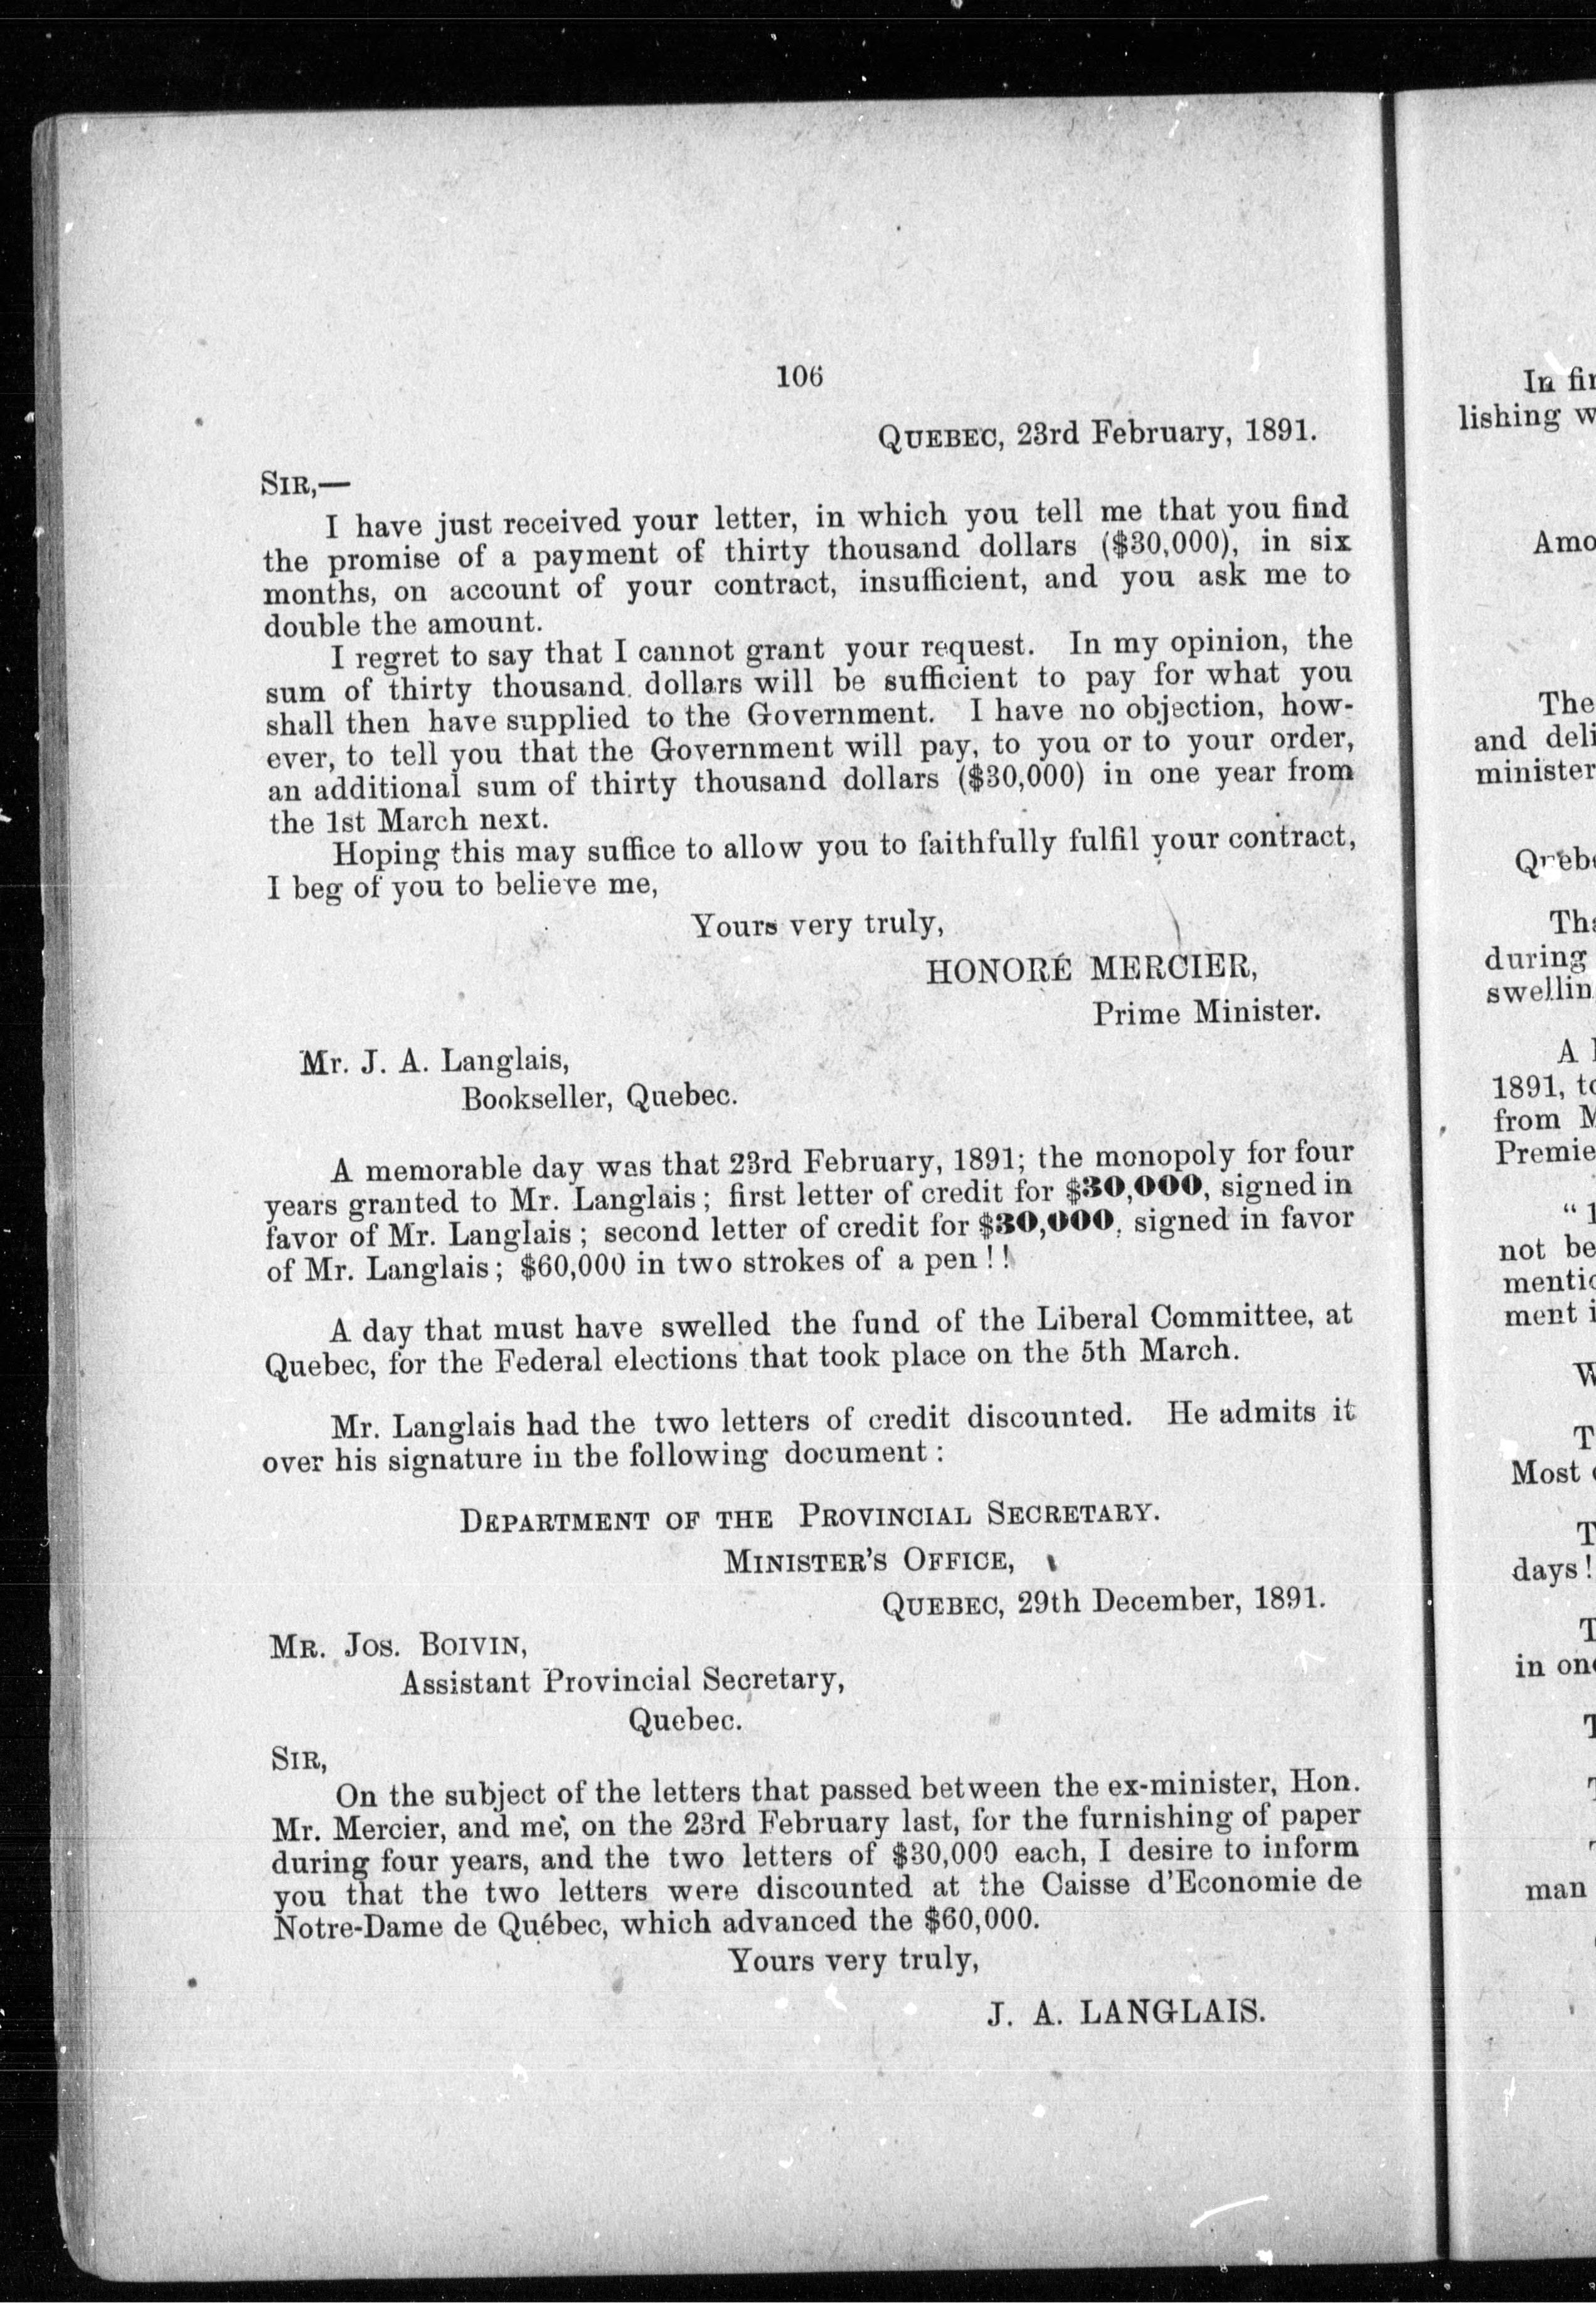 106
QUEBEC, 23rd February, 1891.
SIR,—
I have just received your letter, in which you tell me that you find
the promise of a payment of thirty thousand dollars ($30,000), in six
months, on account of your contract, insufficient, and you ask me to
double the amount.
I regret to say that I cannot grant your request. In my opinion, the
sum of thirty thousand. dollars will be sufficient to pay for what you
shall then have supplied to the Government. I have no objection, how-
ever, to tell you that the Government will pay, to you or to your order,
an additional sum of thirty thousand dollars ($30,000) in one year from
the 1st March next.
Hoping this may suffice to allow you to faithfully fulfil your contract,
I beg of you to believe me,
Yours very truly,
HONORÉ MERCIER,
Prime Minister.
Mr. J. A. Langlais,
Bookseller, Quebec.
A memorable day was that 23rd February, 1891; the monopoly for four
years granted to Mr. Langlais; first letter of credit for $30,000, signed in
favor of Mr. Langlais; second letter of credit for $30,000, signed in favor
of Mr. Langlais; $60,000 in two strokes of a pen!!
A day that must have swelled the fund of the Liberal Committee, at
Quebec, for the Federal elections that took place on the 5th March.
Mr. Langlais had the two letters of credit discounted. He admits it
over his signature in the following document:
DEPARTMENT OF THE PROVINCIAL SECRETARY.
MINISTER'S OFFICE,
QUEBEC, 29th December, 1891.
MR. JOS. BOIVIN,
Assistant Provincial Secretary,
Quebec.
SIR,
On the subject of the letters that passed between the ex-minister, Hon.
Mr. Mercier, and me, on the 23rd February last, for the furnishing of paper
during four years, and the two letters of $30,000 each, I desire to inform
you that the two letters were discounted at the Caisse d'Economie de
Notre-Dame de Québec, which advanced the $60,000.
Yours very truly,
J. A. LANGLAIS.
In
lishing
The
and
minister
during
A
1891,
from
not be
Most
days!
in
man